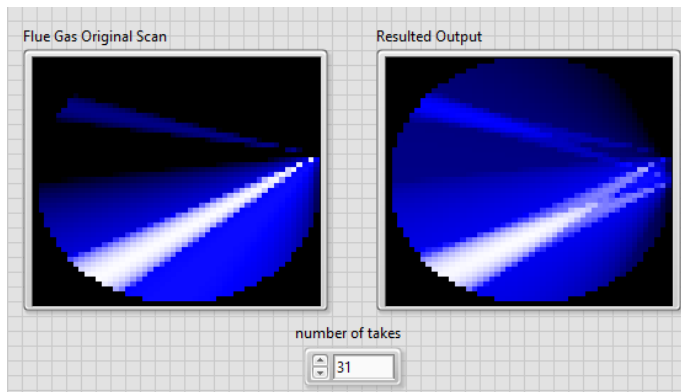 Flue Gas Original Scan
Resulted Output
number of takes
31